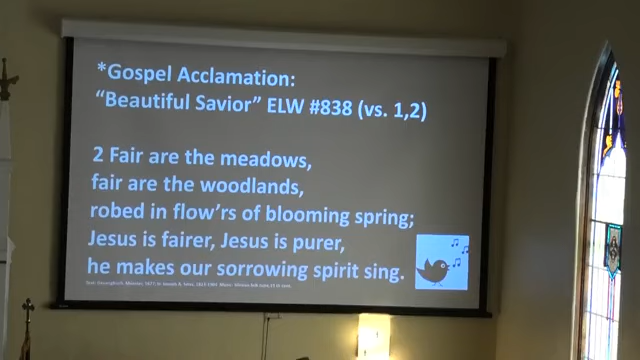 *Gospel Acclamation:
“Beautiful Savior” ELW #838 (vs. 1,2)
2 Fair are the meadows,
fair are the woodlands,
robed in flow’rs of blooming spring;
Jesus is fairer, Jesus is purer,
he makes our sorrowing spirit sing.